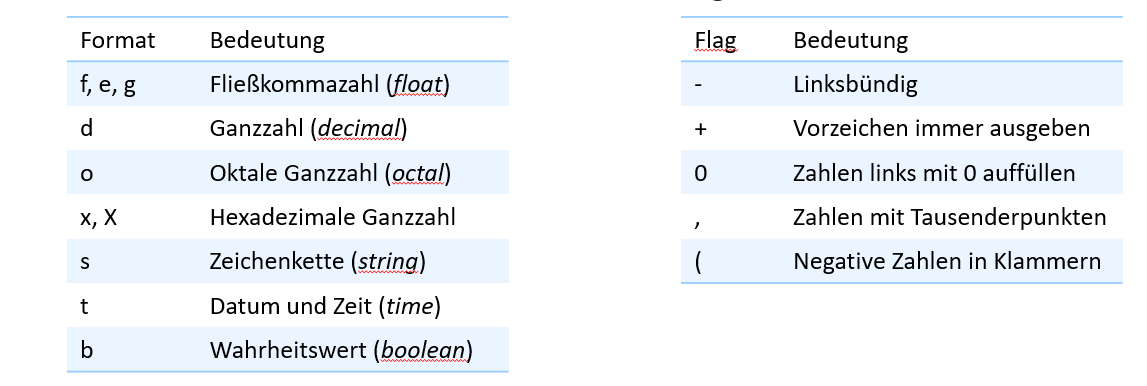 Format Bedeutung
f, e, g Fließkommazahl (float)
d Ganzzahl (decimal)
o Oktale Ganzzahl (octal)
x, X Hexadezimale Ganzzahl
s Zeichenkette (string)
t Datum und Zeit (time)
b Wahrheitswert (boolean)
Flag Bedeutung
- Linksbündig
+ Vorzeichen immer ausgeben
0 Zahlen links mit 0 auffüllen
, Zahlen mit Tausenderpunkten
( Negative Zahlen in Klammern